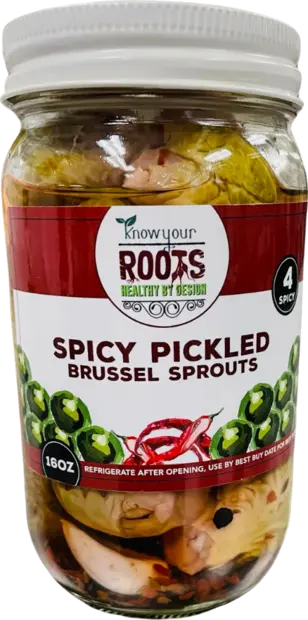 Know your
ROOTS
HEALTHY BY DESIGN
4
SPICY
SPICY PICKLED
BRUSSEL SPROUTS
16OZ
REFRIGERATE AFTER OPENING, USE BY BEST BUY DATE FOR